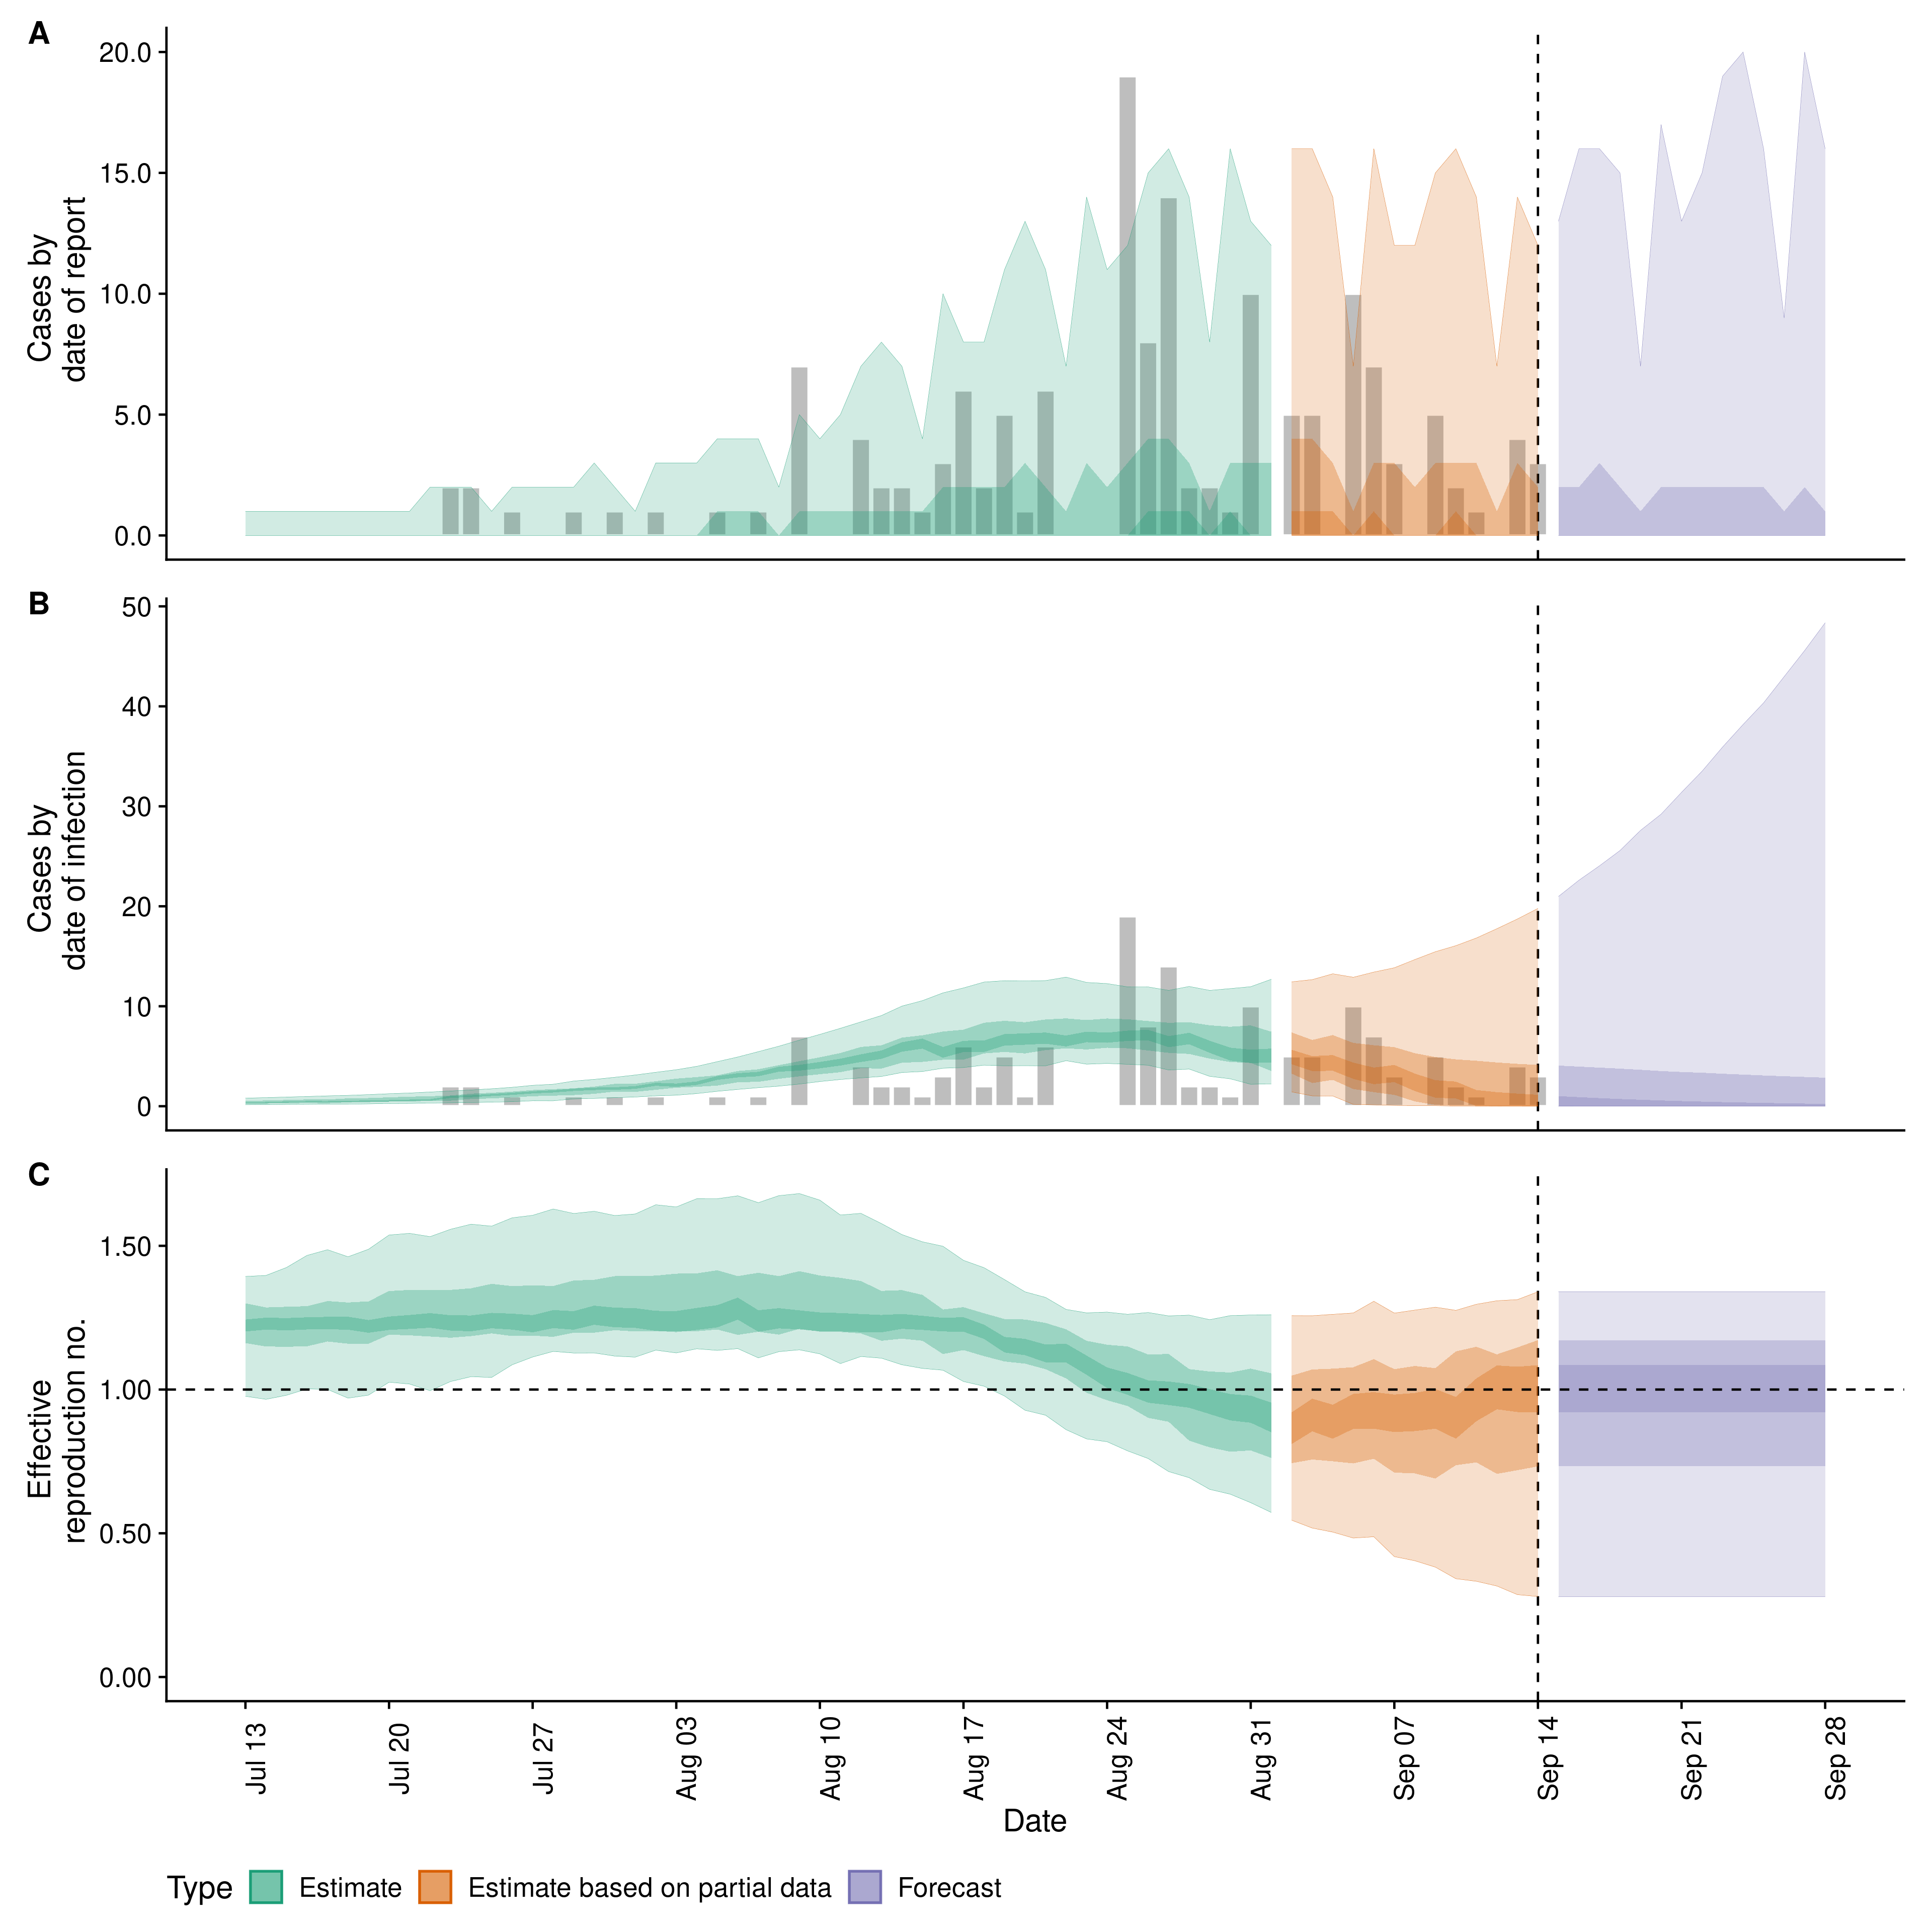 A
Cases by
date of report
20.0
15.0
10.0
5.0
0.0
B
Cases by
date of infection
50
40
30
20
10
0
C
Effective
reproduction no.
1.50
1.00
0.50
0.00
Jul 13
Jul 20
Jul 27
Aug 03
Aug 10
Aug 17
Aug 24
Aug 31
Sep 07
Sep 14
Sep 21
Sep 28
Date
Type Estimate Estimate based on partial data Forecast